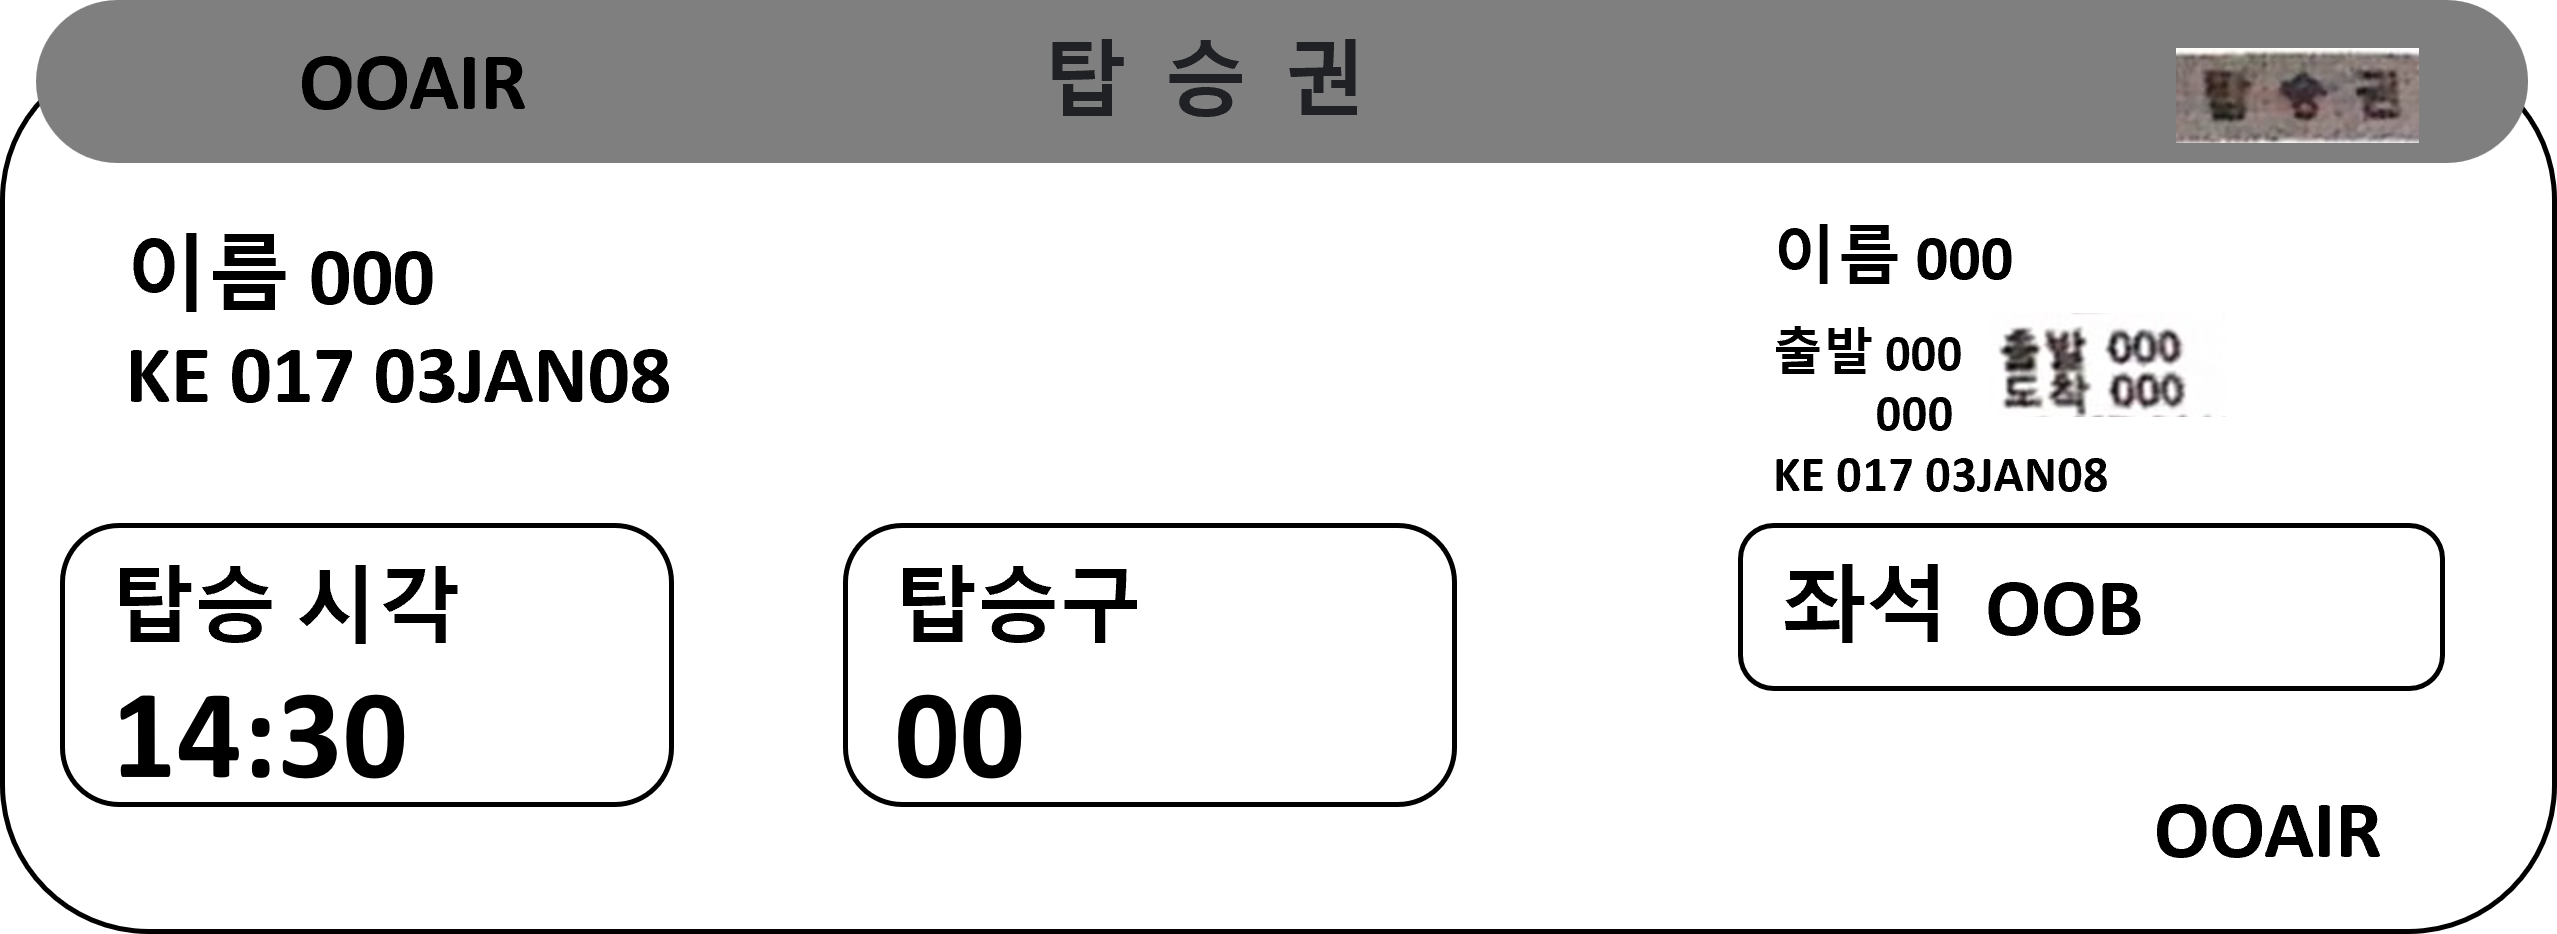 OOAIR 탑 승 권 탑 승 권
이름 000
KE 017 03JAN08
탑승 시각
14:30
탑승구
00
이름 000
출발 000
000
출발 000
도착 000
KE 017 03JAN08
좌석 OOB
OOAIR